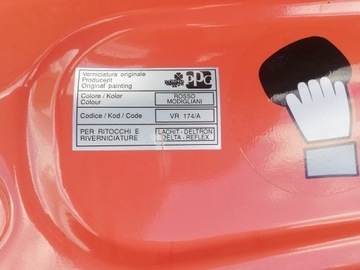 Verniciatura originale
Producent
Original painting
PPG
Colore / Kolor
Colour
ROSSO
MODIGLIANI
Codice / Kod / Code
VR 174/A
PER RITOCCHI E
RIVERNICIATURE
LACKIT - DELTRON
DELTA - REFLEX